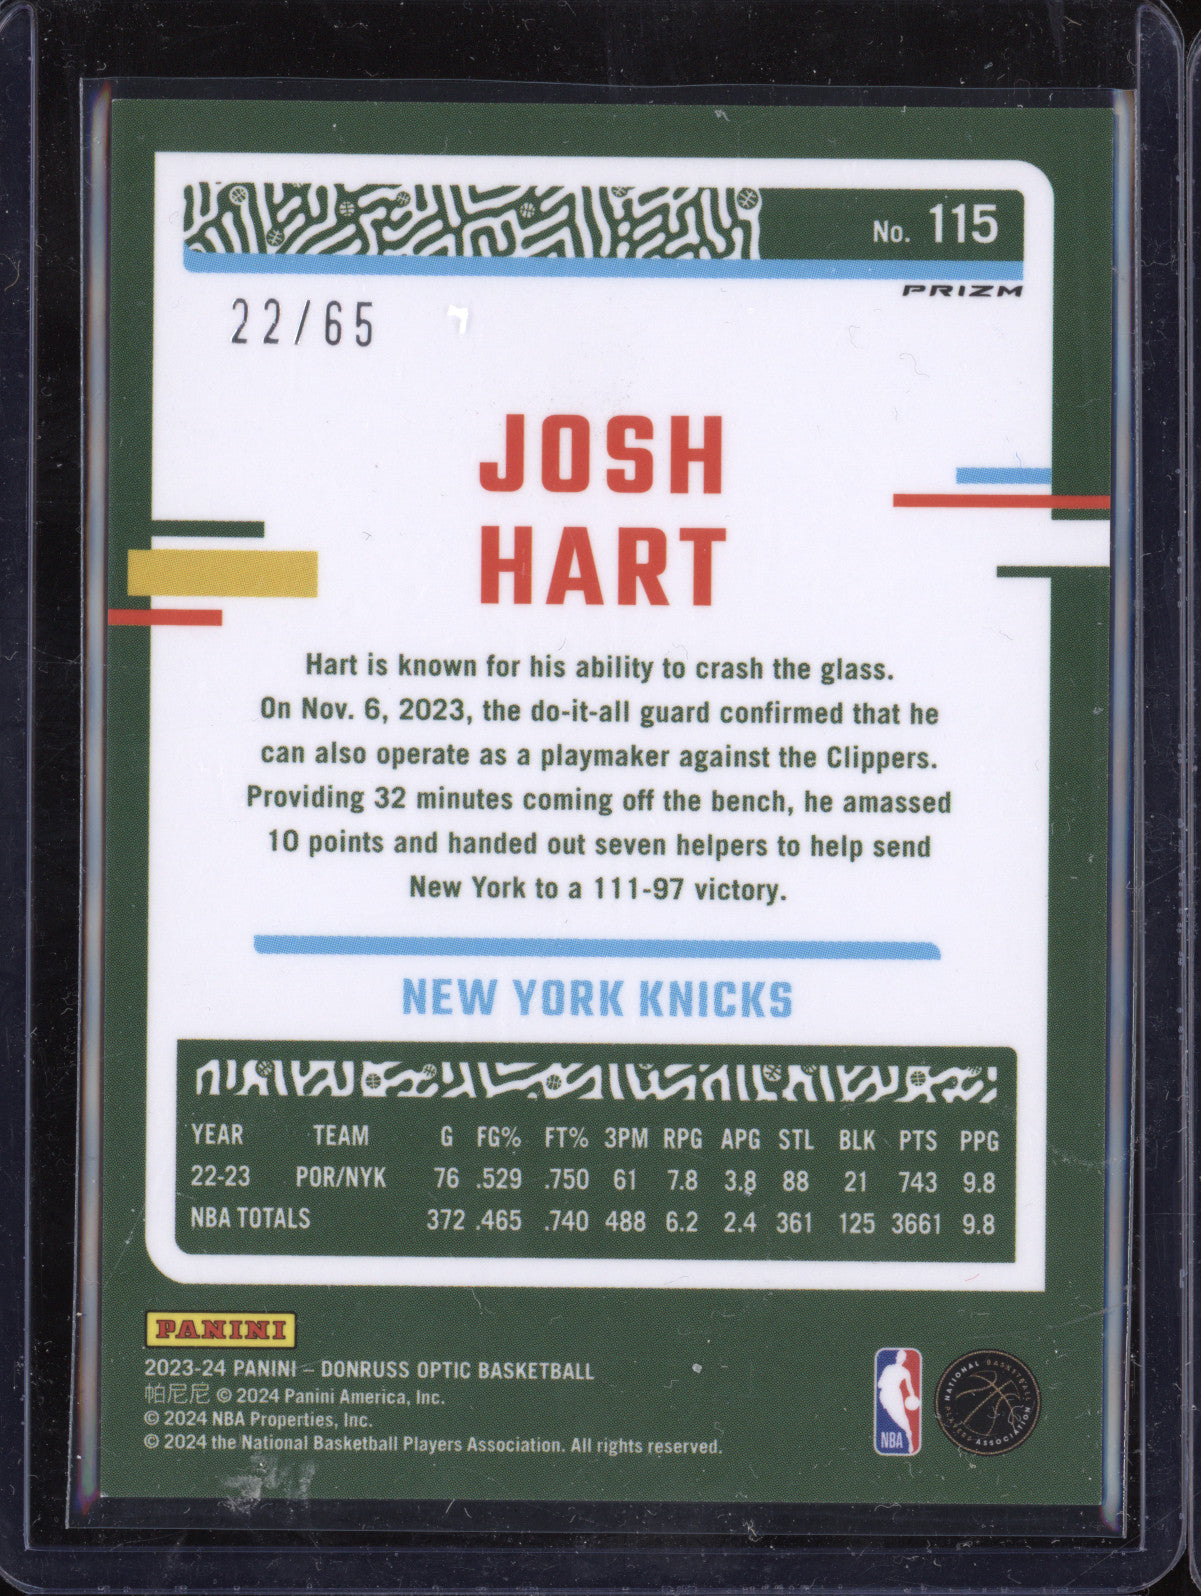 No. 115
PRIZM
22/65
JOSH
HART
Hart is known for his ability to crash the glass.
On Nov. 6, 2023, the do-it-all guard confirmed that he
can also operate as a playmaker against the Clippers.
Providing 32 minutes coming off the bench, he amassed
10 points and handed out seven helpers to help send
New York to a 111-97 victory.
NEW YORK KNICKS
YEAR TEAM G FG% FT% 3PM RPG APG STL BLK PTS PPG
22-23 POR/NYK 76 .529 .750 61 7.8 3.8 88 21 743 9.8
NBA TOTALS 372 .465 .740 488 6.2 2.4 361 125 3661 9.8
PANINI
2023-24 PANINI – DONRUSS OPTIC BASKETBALL
帕尼尼 © 2024 Panini America, Inc.
© 2024 NBA Properties, Inc.
© 2024 the National Basketball Players Association. All rights reserved.
NBA
NATIONAL BASKETBALL
PLAYERS ASSOCIATION